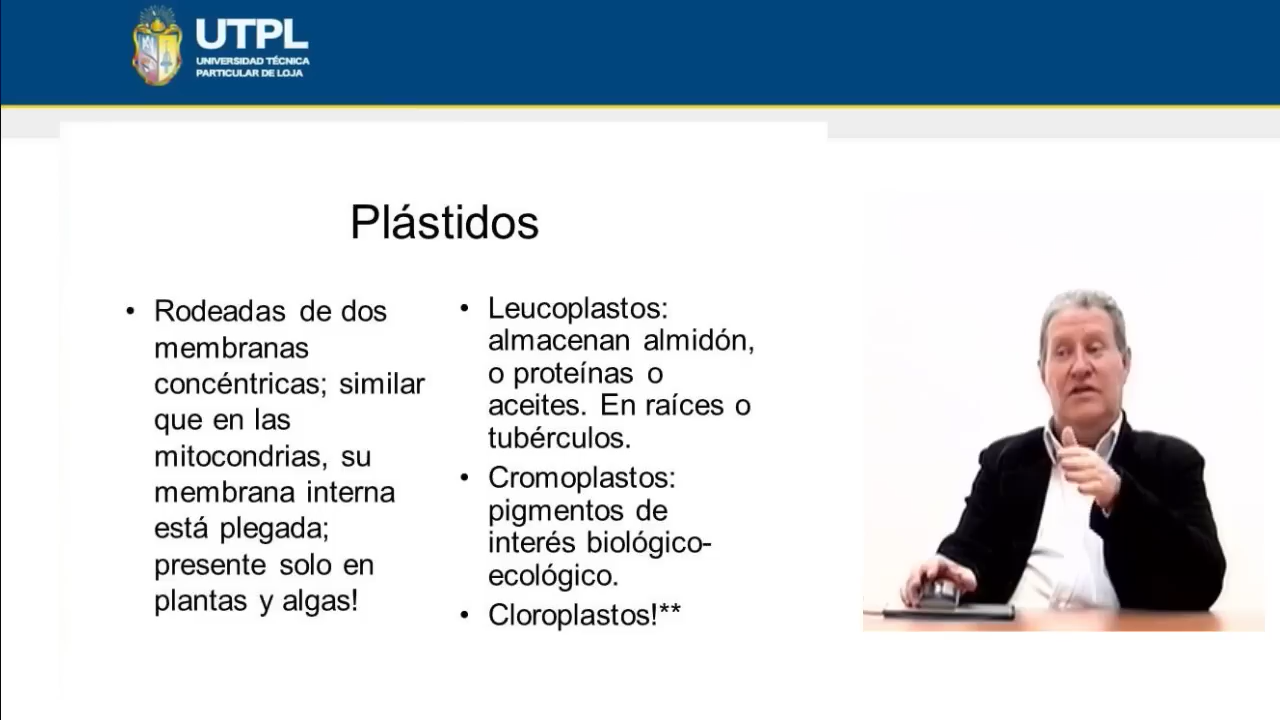 UTPL
UNIVERSIDAD TÉCNICA
PARTICULAR DE LOJA
Plástidos
• Rodeadas de dos
membranas
concéntricas; similar
que en las
mitocondrias, su
membrana interna
está plegada;
presente solo en
plantas y algas!
• Leucoplastos:
almacenan almidón,
o proteínas o
aceites. En raíces o
tubérculos.
• Cromoplastos:
pigmentos de
interés biológico-
ecológico.
• Cloroplastos!**